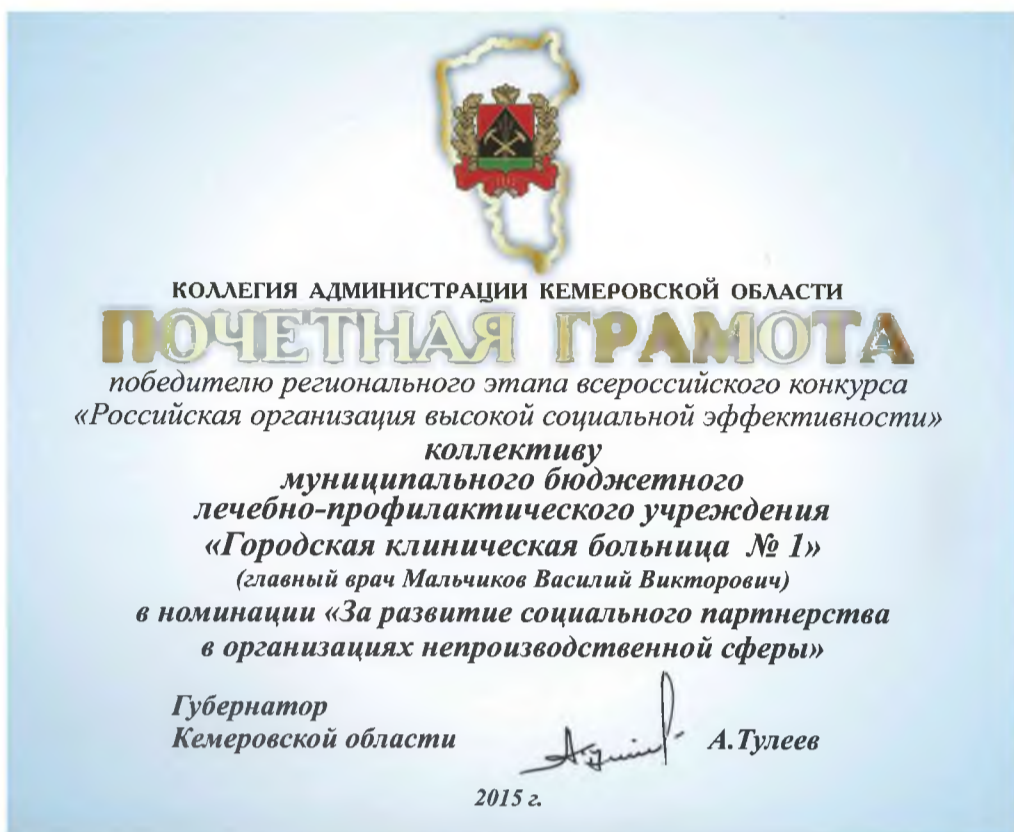 КОЛЛЕГИЯ АДМИНИСТРАЦИИ КЕМЕРОВСКОЙ ОБЛАСТИ
ПОЧЕТНАЯ ГРАМОТА
победителю регионального этапа всероссийского конкурса
«Российская организация высокой социальной эффективности»
коллективу
муниципального бюджетного
лечебно-профилактического учреждения
«Городская клиническая больница № 1»
(главный врач Мальчиков Василий Викторович)
в номинации «За развитие социального партнерства
в организациях непроизводственной сферы»
Губернатор
Кемеровской области А.Тулеев
2015 г.